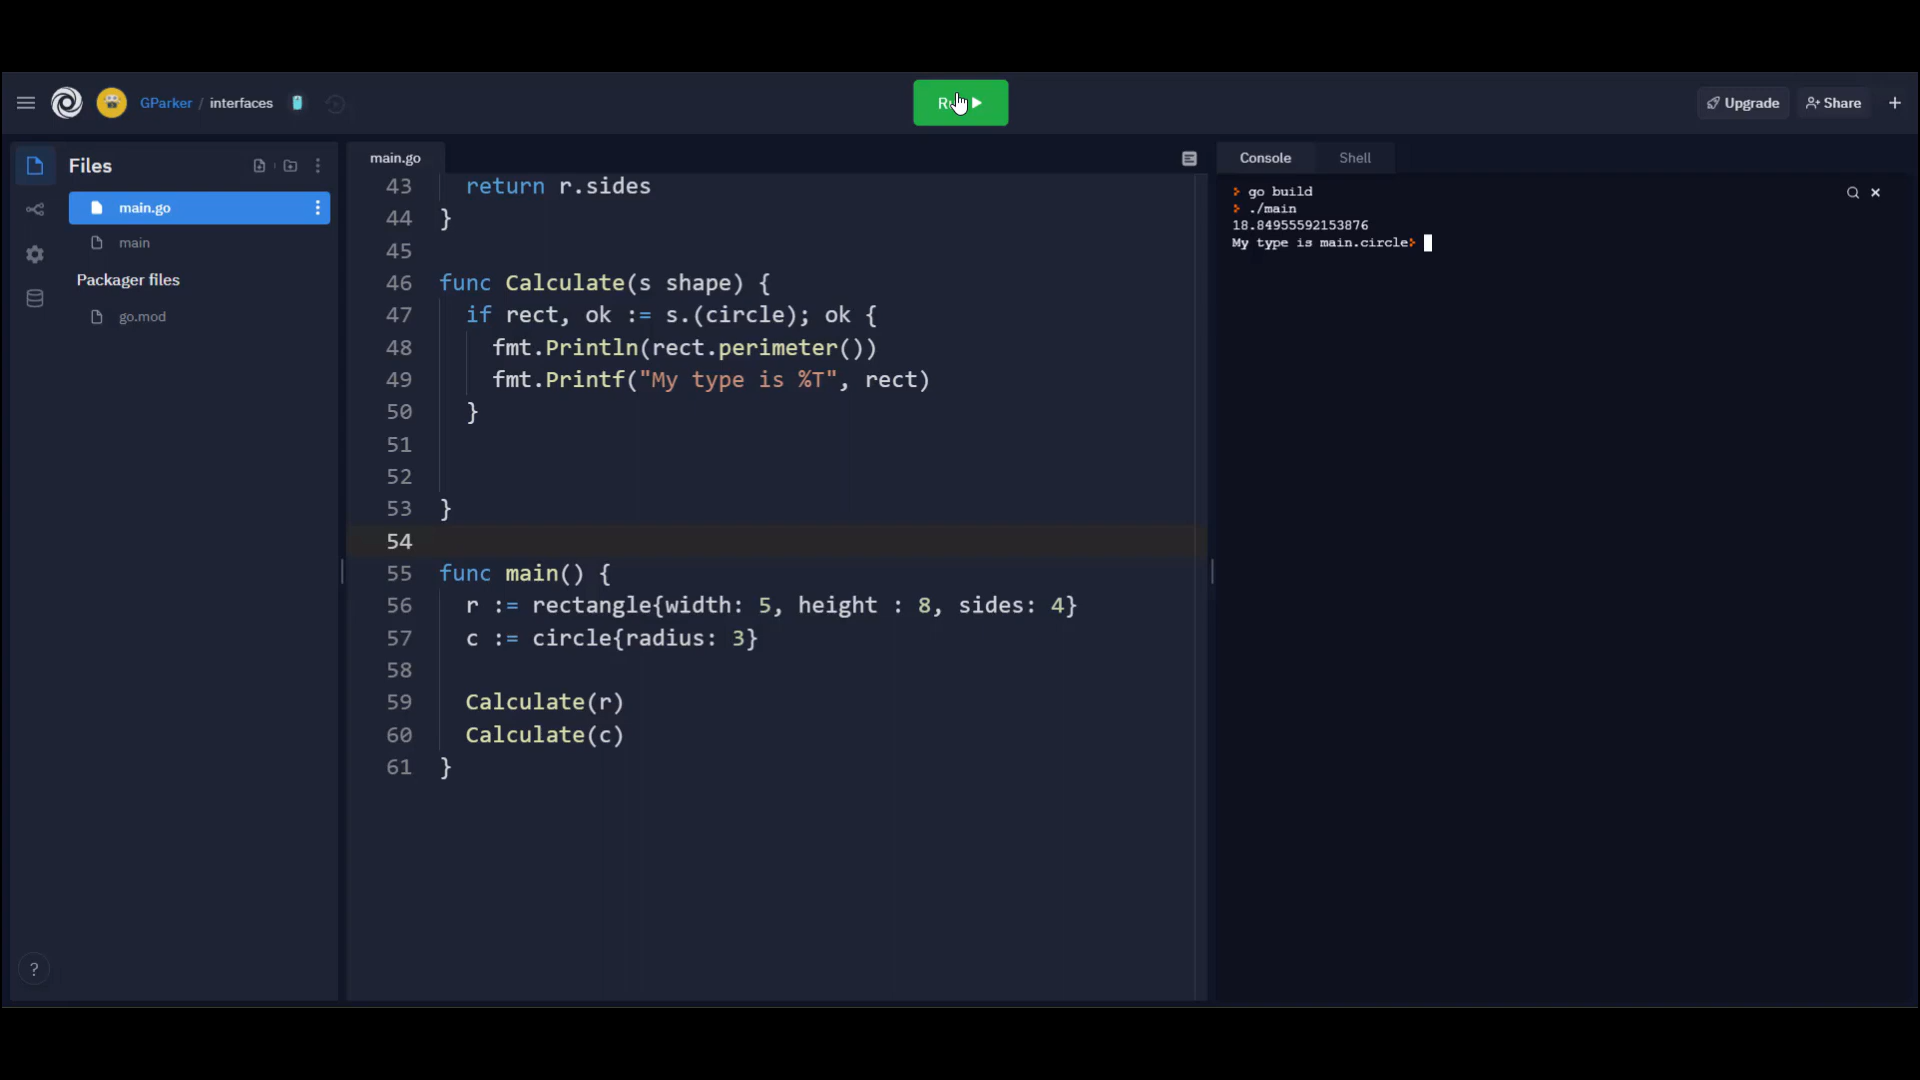 GParker / interfaces
R
Upgrade
Share
+
Files
main.go
main
Packager files
go.mod
?
main.go
43 return r.sides
44 }
45
46 func Calculate(s shape) {
47 if rect, ok := s.(circle); ok {
48 fmt.Println(rect.perimeter())
49 fmt.Printf("My type is %T", rect)
50 }
51
52
53 }
54
55 func main() {
56 r := rectangle{width: 5, height : 8, sides: 4}
57 c := circle{radius: 3}
58
59 Calculate(r)
60 Calculate(c)
61 }
Console
Shell
go build
./main
18.84955592153876
My type is main.circle